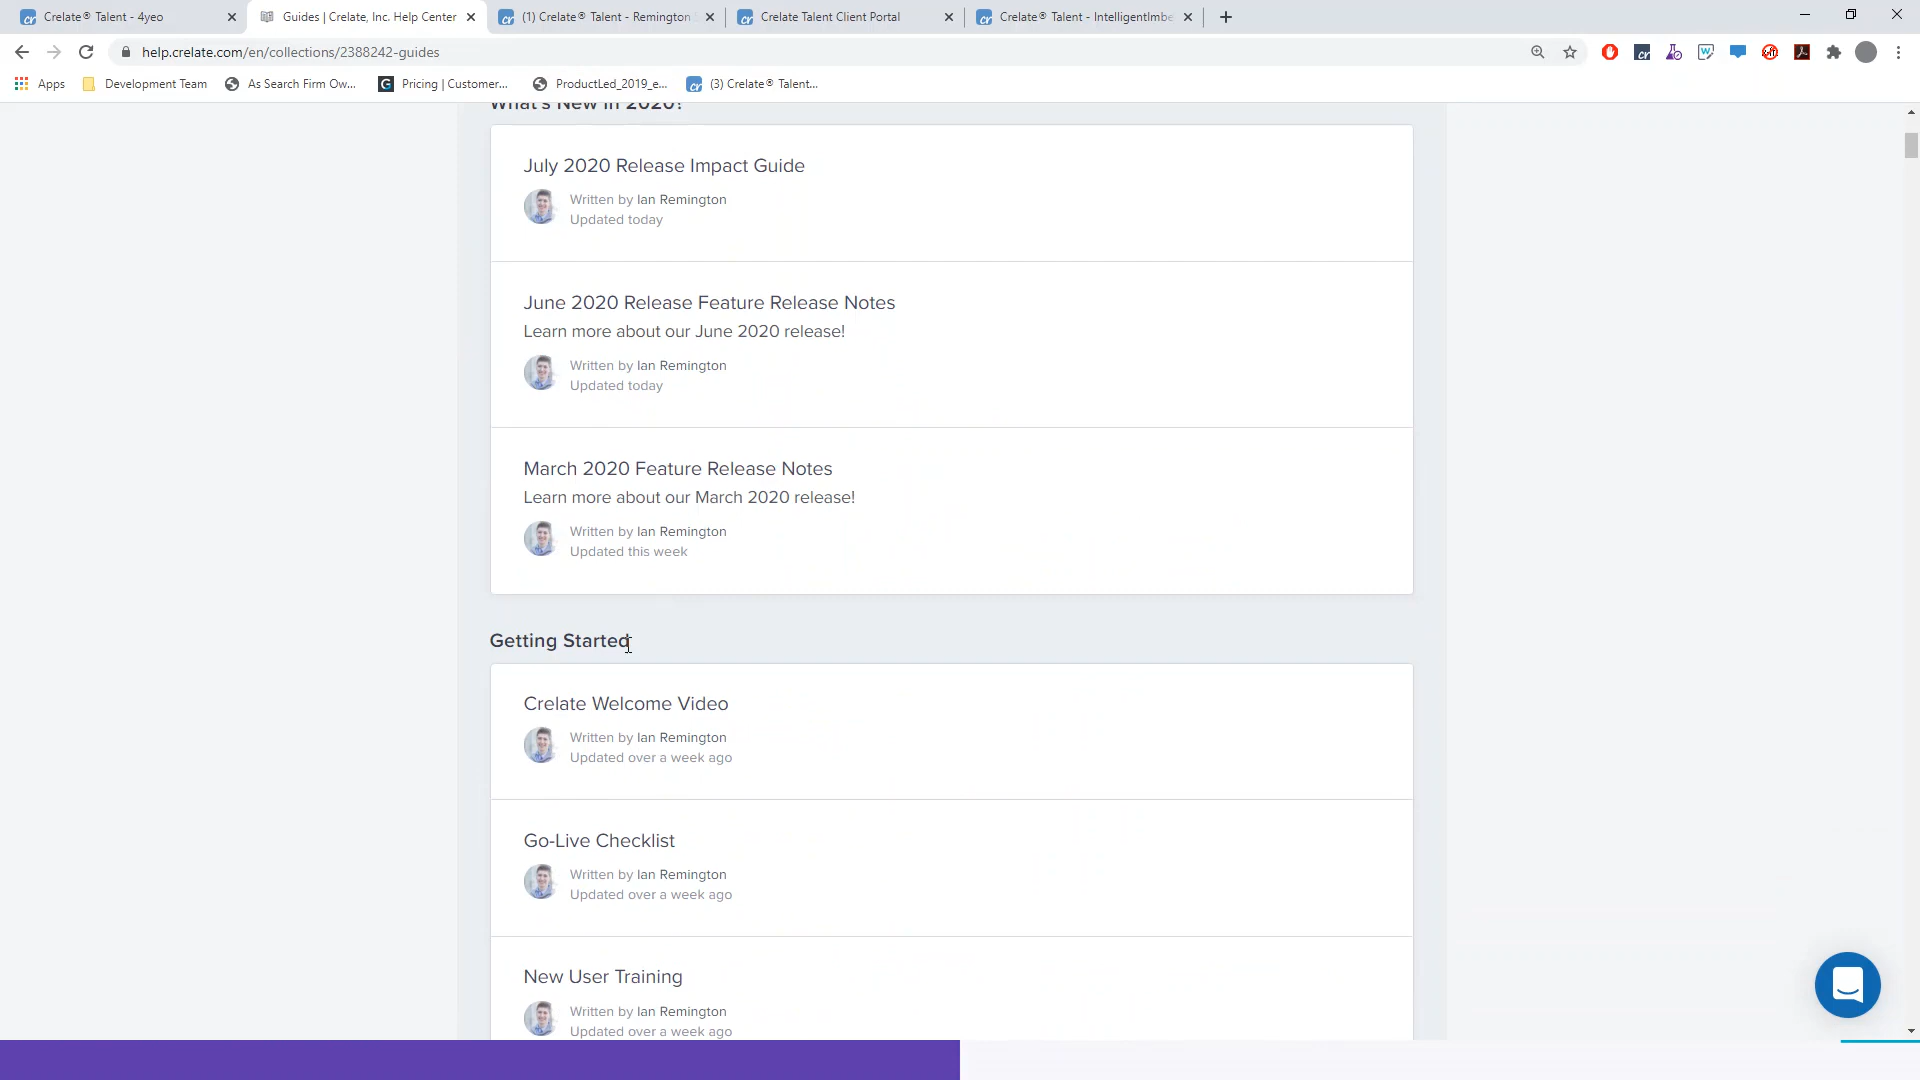 Crelate® Talent - 4yeo
Guides | Crelate, Inc. Help Center
(1) Crelate® Talent - Remington
Crelate Talent Client Portal
Crelate® Talent - IntelligentImbe
help.crelate.com/en/collections/2388242-guides
Apps
Development Team
As Search Firm Ow...
Pricing | Customer...
ProductLed_2019_e...
(3) Crelate® Talent...
What's New in 2020?
July 2020 Release Impact Guide
Written by Ian Remington
Updated today
June 2020 Release Feature Release Notes
Learn more about our June 2020 release!
Written by Ian Remington
Updated today
March 2020 Feature Release Notes
Learn more about our March 2020 release!
Written by Ian Remington
Updated this week
Getting Started
Crelate Welcome Video
Written by Ian Remington
Updated over a week ago
Go-Live Checklist
Written by Ian Remington
Updated over a week ago
New User Training
Written by Ian Remington
Updated over a week ago